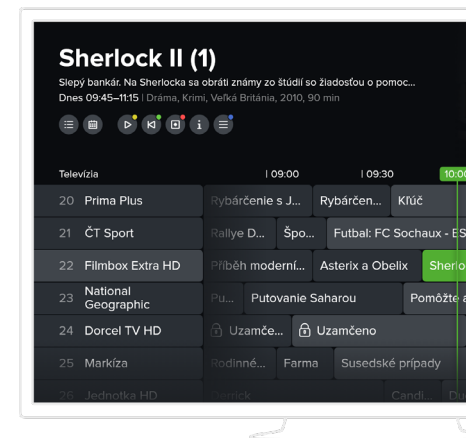 Sherlock II (1)
Slepý bankár. Na Sherlocka sa obráti známy zo štúdií so žiadosťou o pomoc...
Dnes 09:45–11:15 | Dráma, Krimi, Veľká Británia, 2010, 90 min
Televízia | 09:00 | 09:30 10:00
20 Prima Plus Rybárčenie s J... Rybárčen... Kľúč
21 ČT Sport Rallye D... Špo... Futbal: FC Sochaux - ES
22 Filmbox Extra HD Příběh moderní... Asterix a Obelix Sherlo
23 National Geographic Pu... Putovanie Saharou Pomôžte a
24 Dorcel TV HD Uzamče... Uzamčeno
25 Markíza Rodinné... Farma Susedské prípady
26 Jednotka HD Derrick Candi... Du